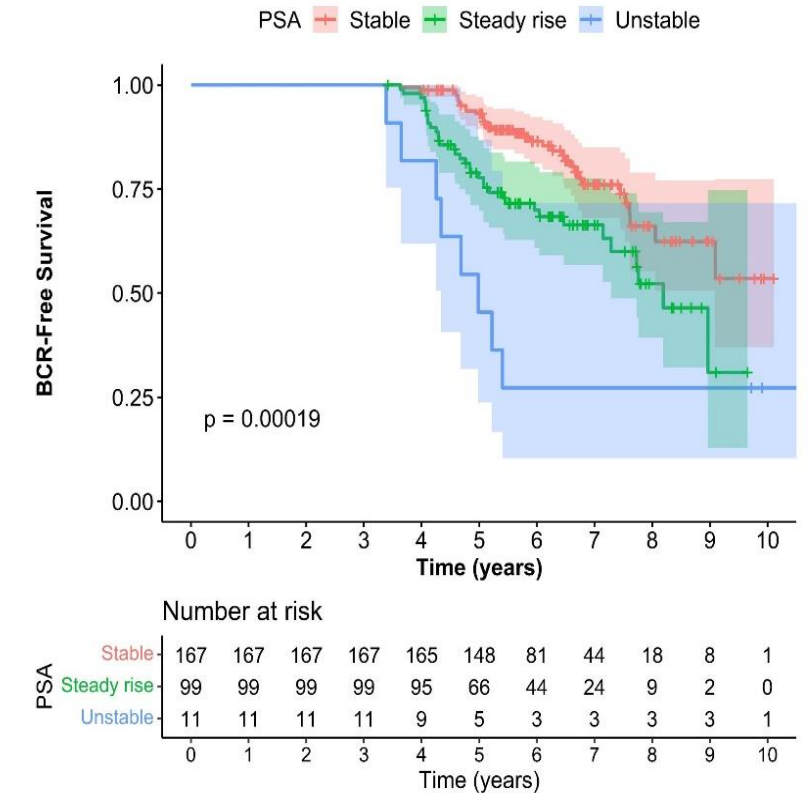 PSA Stable Steady rise Unstable
1.00
0.75
0.50
0.25
0.00
BCR-Free Survival
p = 0.00019
0 1 2 3 4 5 6 7 8 9 10
Time (years)
Number at risk
PSA
Stable 167 167 167 167 165 148 81 44 18 8 1
Steady rise 99 99 99 99 95 66 44 24 9 2 0
Unstable 11 11 11 11 9 5 3 3 3 3 1
0 1 2 3 4 5 6 7 8 9 10
Time (years)